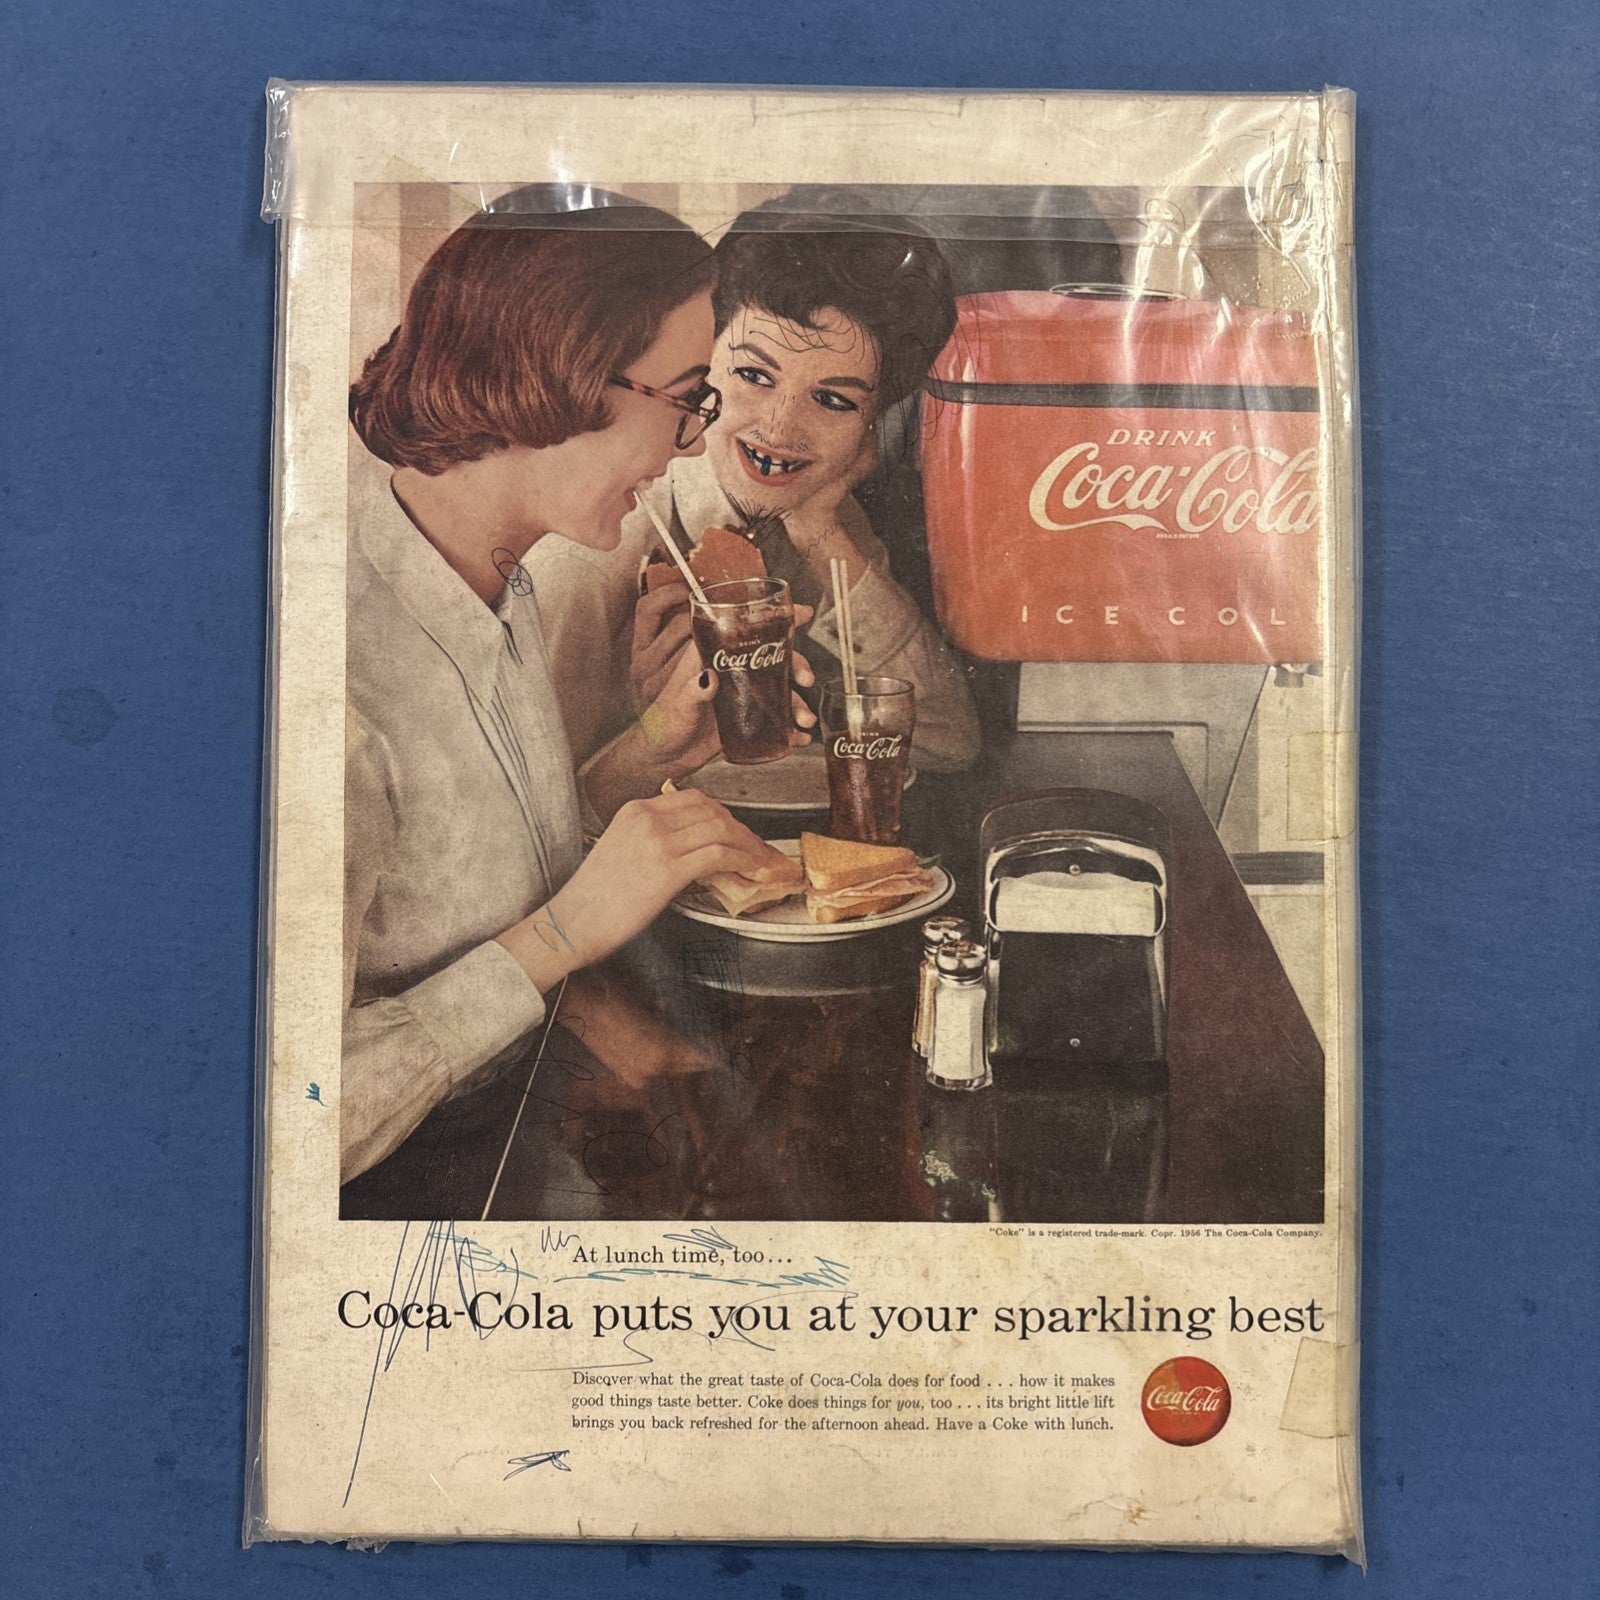 DRINK
Coca-Cola
ICE COL
DRINK
Coca-Cola
DRINK
Coca-Cola
"Coke" is a registered trade-mark. Copr. 1956 The Coca-Cola Company.
At lunch time, too...
Coca-Cola puts you at your sparkling best
Discover what the great taste of Coca-Cola does for food . . . how it makes
good things taste better. Coke does things for you, too . . . its bright little lift
brings you back refreshed for the afternoon ahead. Have a Coke with lunch.
Coca-Cola